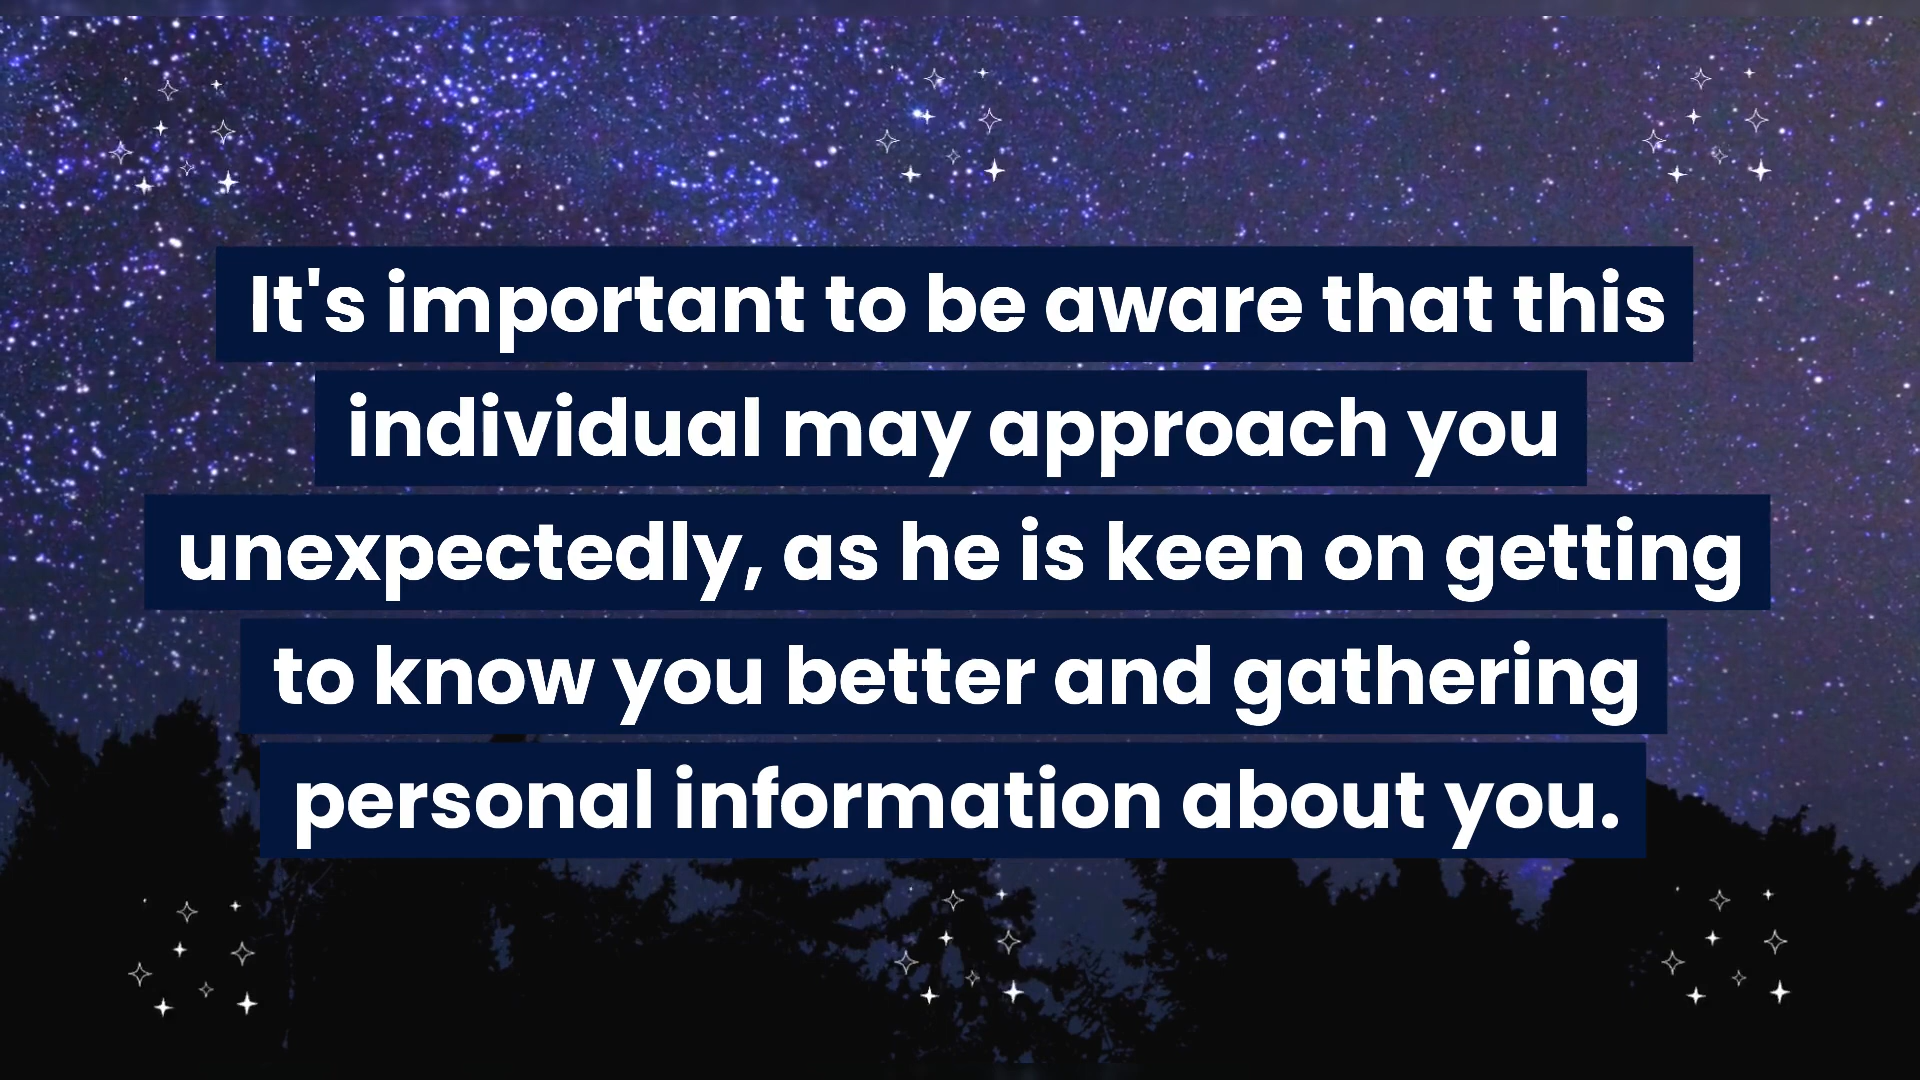 It's important to be aware that this
individual may approach you
unexpectedly, as he is keen on getting
to know you better and gathering
personal information about you.